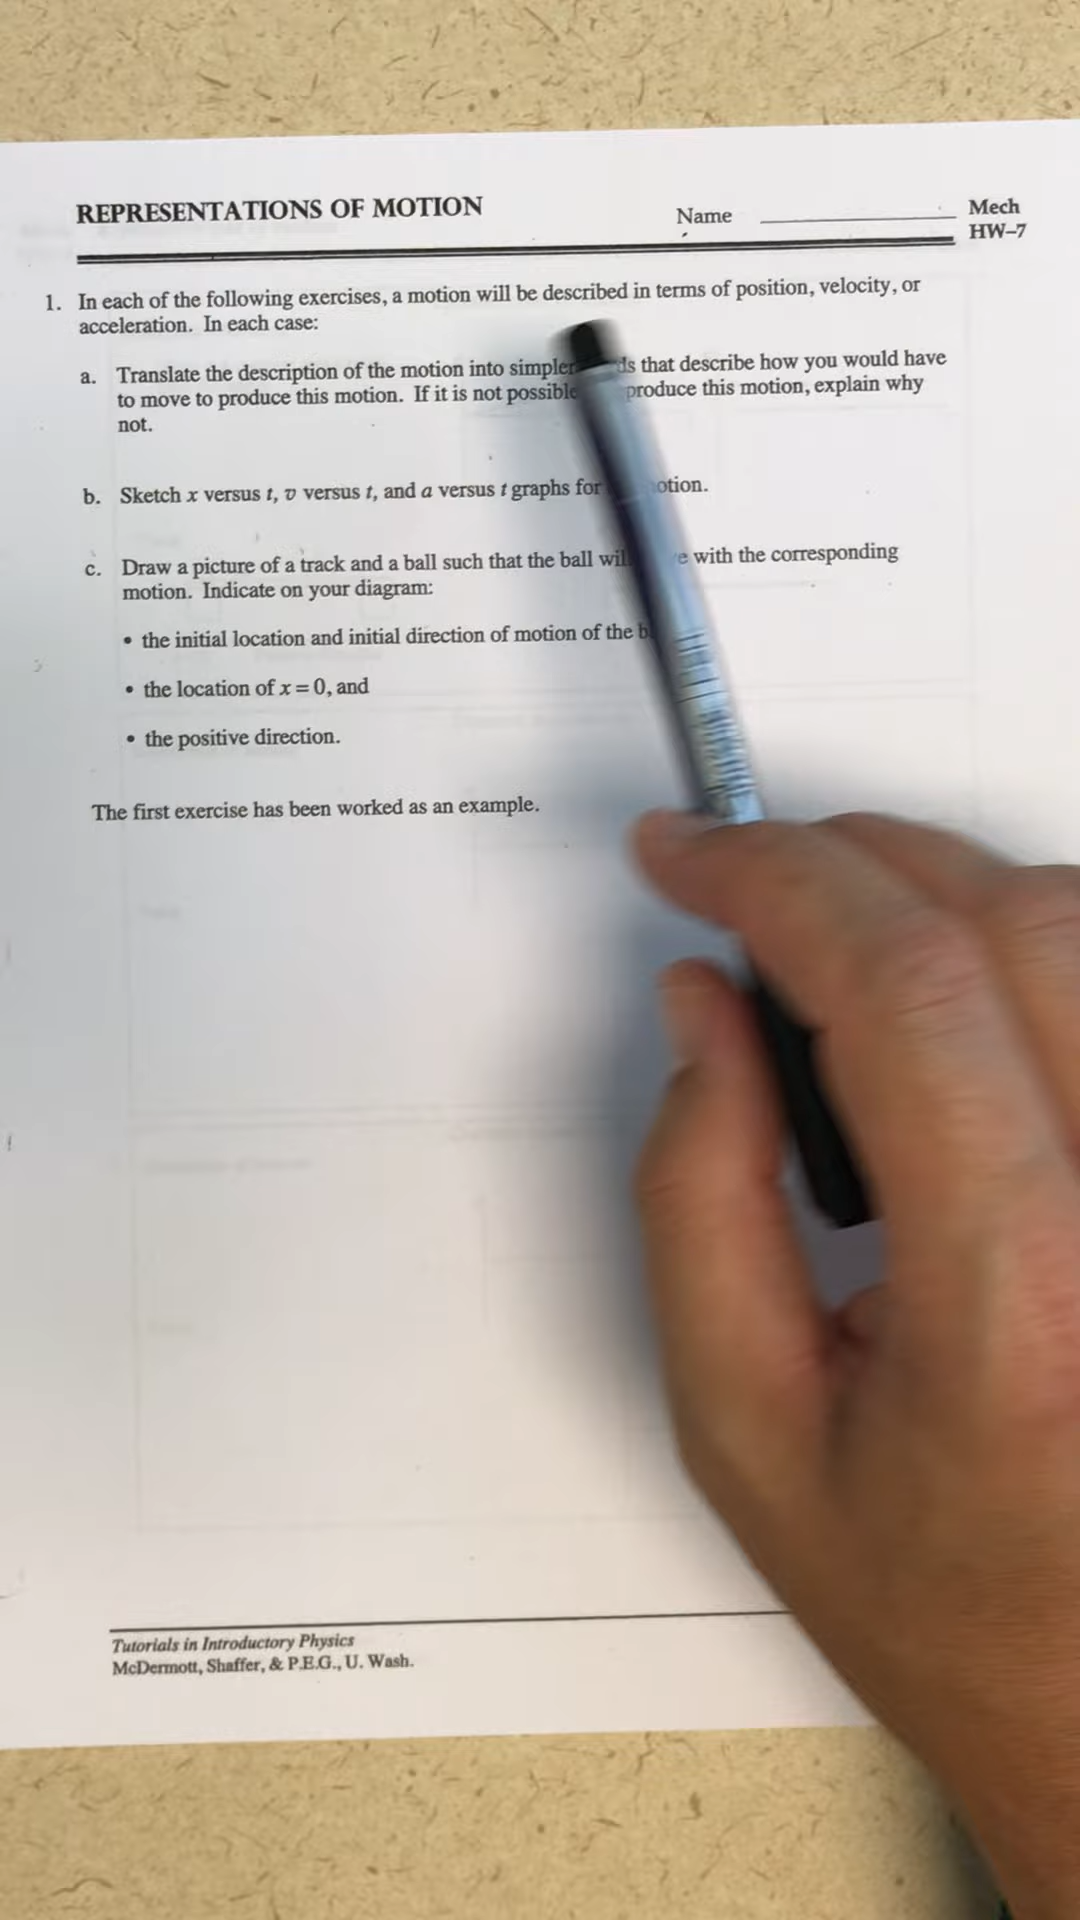 REPRESENTATIONS OF MOTION
Name
Mech
HW–7
1. In each of the following exercises, a motion will be described in terms of position, velocity, or
acceleration. In each case:
a. Translate the description of the motion into simpler that describe how you would have
to move to produce this motion. If it is not possible produce this motion, explain why
not.
b. Sketch x versus t, v versus t, and a versus t graphs for
c. Draw a picture of a track and a ball such that the ball with the corresponding
motion. Indicate on your diagram:
• the initial location and initial direction of motion of the
• the location of x = 0, and
• the positive direction.
The first exercise has been worked as an example.
Tutorials in Introductory Physics
McDermott, Shaffer, & P.E.G., U. Wash.